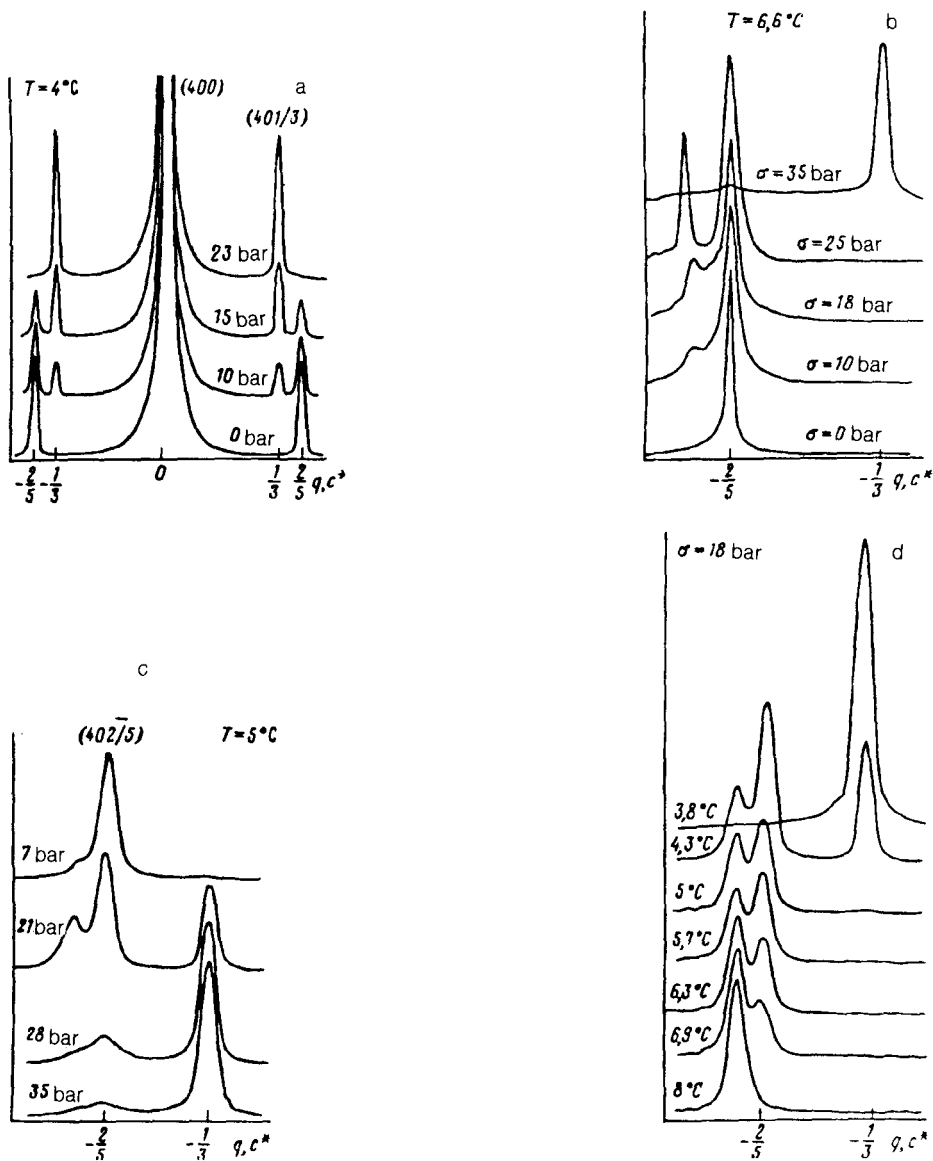 T=4°C
(400)
a
(401/3)
23 bar
15 bar
10 bar
0 bar
-2/5
-1/3
0
1/3
2/5
q, c*
T=6,6°C
b
σ=35 bar
σ=25 bar
σ=18 bar
σ=10 bar
σ=0 bar
-2/5
-1/3
q, c*
c
(402̅/5)
T=5°C
7 bar
21 bar
28 bar
35 bar
-2/5
-1/3
q, c*
σ=18 bar
d
3,8°C
4,3°C
5°C
5,7°C
6,3°C
6,9°C
8°C
-2/5
-1/3
q, c*